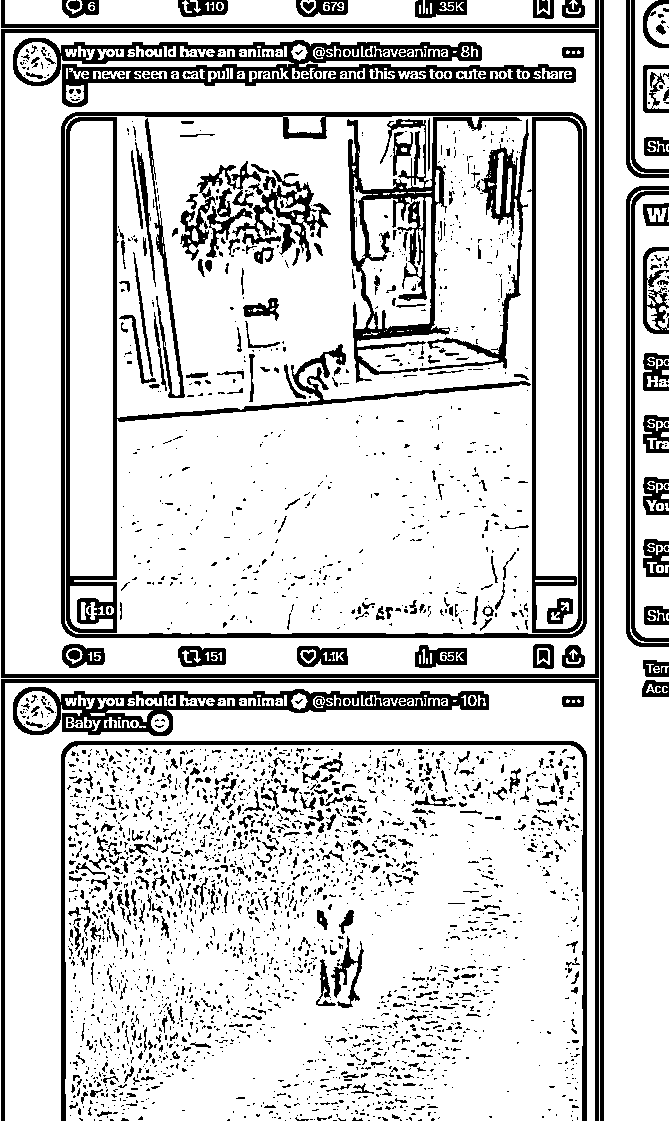 6 110 679 35K
why you should have an animal @shouldhaveanima · 8h
I've never seen a cat pull a prank before and this was too cute not to share
0:10
15 151 1.1K 65K
why you should have an animal @shouldhaveanima · 10h
Baby rhino..
Sho
W
Spo
Ha
Spo
Tra
Spo
You
Spo
Tor
Sho
Terr
Acc